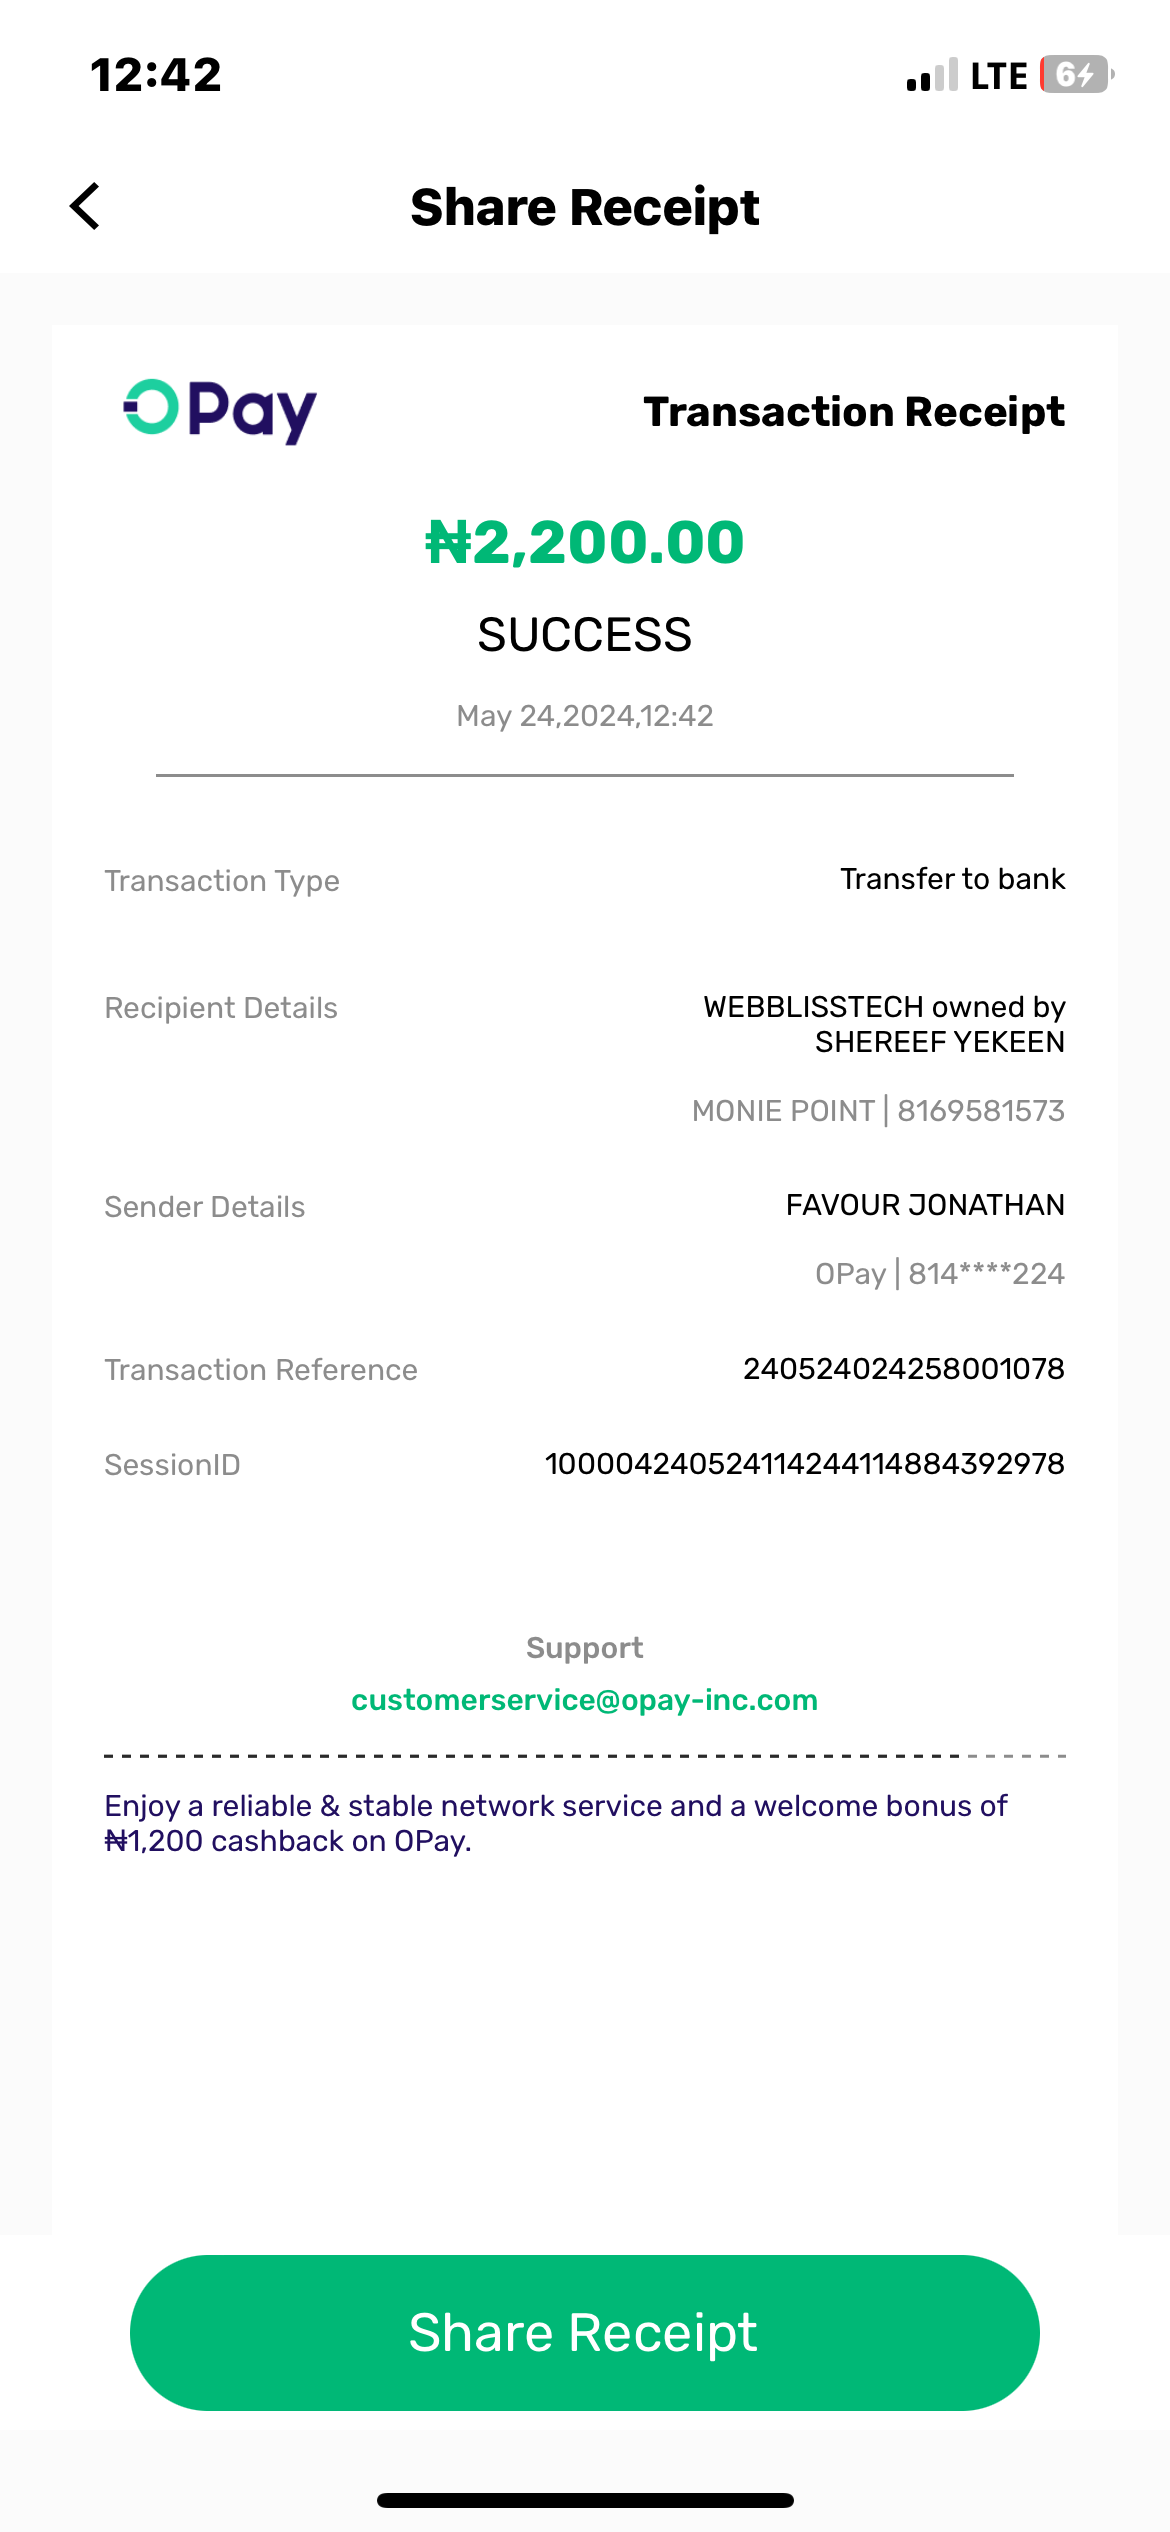 12:42
LTE 6
Share Receipt
OPay
Transaction Receipt
₦2,200.00
SUCCESS
May 24,2024,12:42
Transaction Type
Transfer to bank
Recipient Details
WEBBLISSTECH owned by
SHEREEF YEKEEN
MONIE POINT | 8169581573
Sender Details
FAVOUR JONATHAN
OPay | 814****224
Transaction Reference
240524024258001078
SessionID
100004240524114244114884392978
Support
customerservice@opay-inc.com
Enjoy a reliable & stable network service and a welcome bonus of
₦1,200 cashback on OPay.
Share Receipt